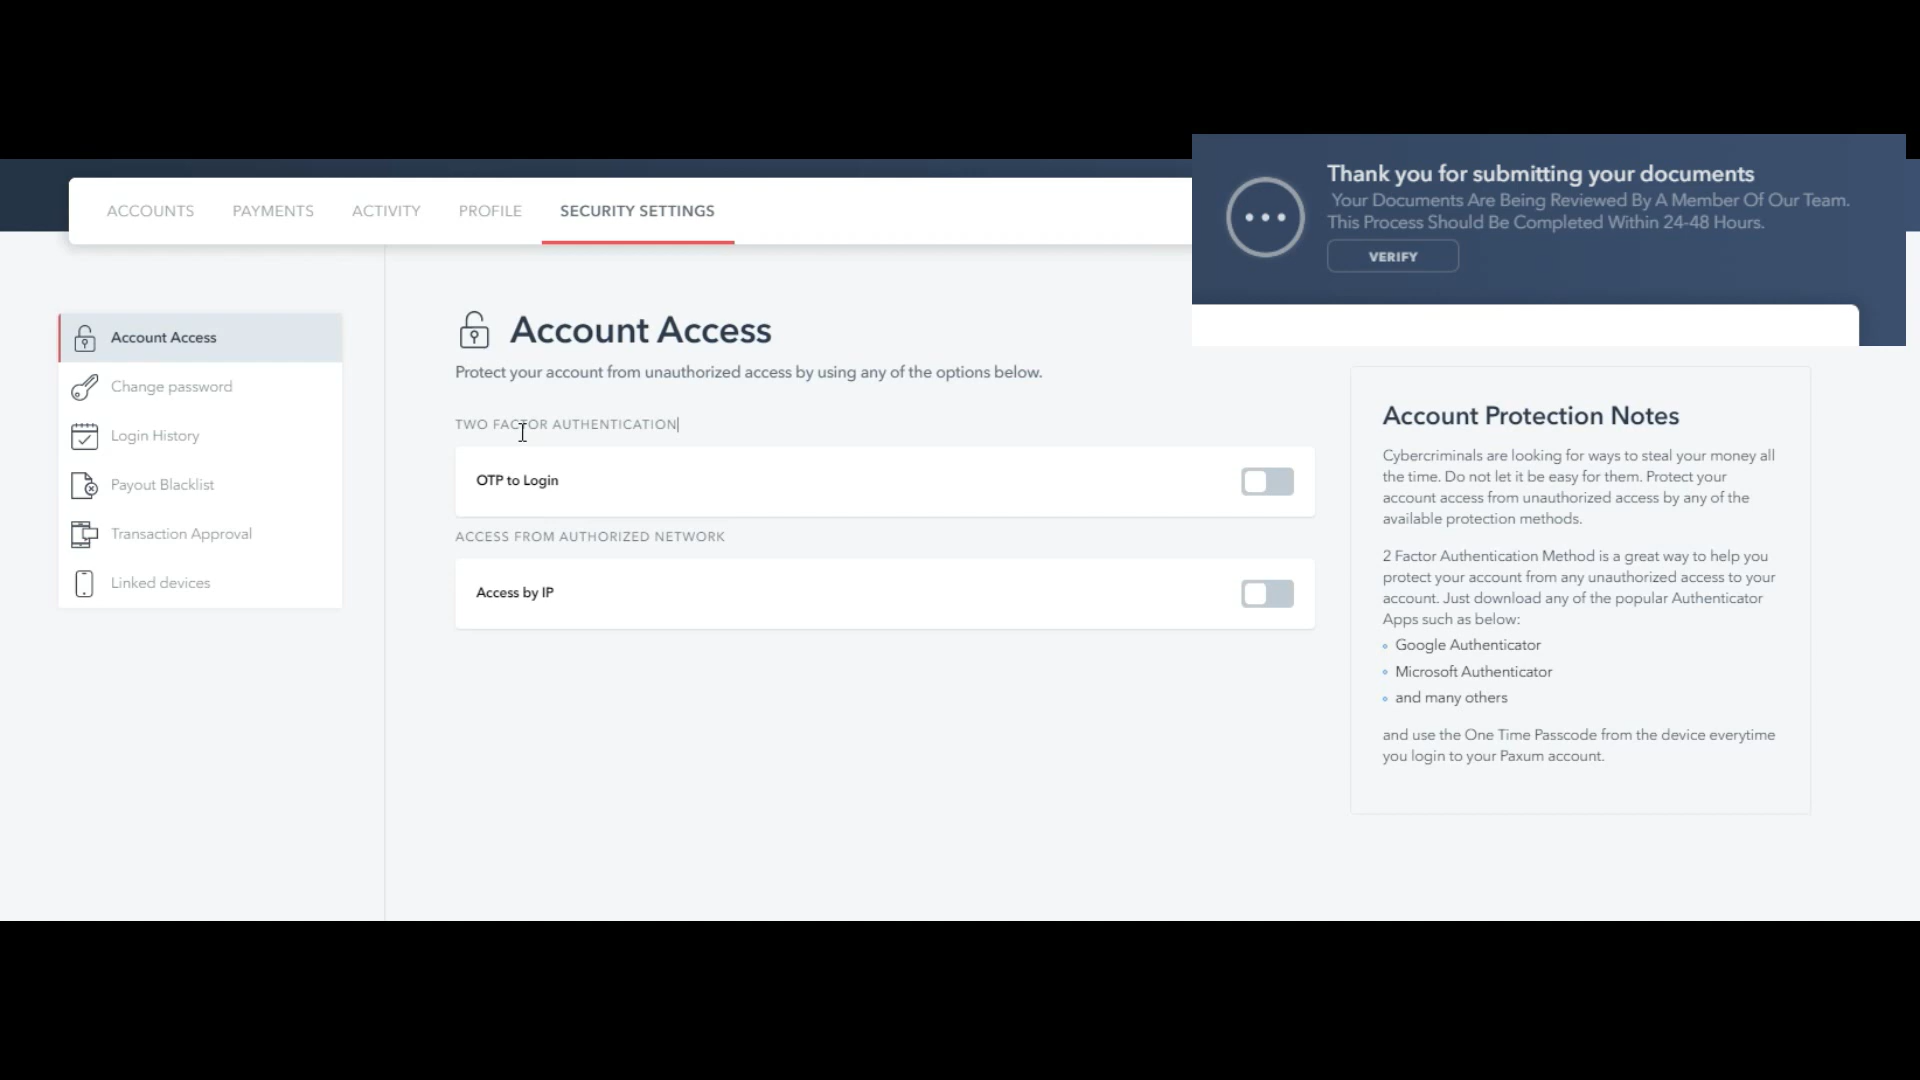 Thank you for submitting your documents
Your Documents Are Being Reviewed By A Member Of Our Team.
This Process Should Be Completed Within 24-48 Hours.
VERIFY
ACCOUNTS
PAYMENTS
ACTIVITY
PROFILE
SECURITY SETTINGS
Account Access
Change password
Login History
Payout Blacklist
Transaction Approval
Linked devices
Account Access
Protect your account from unauthorized access by using any of the options below.
TWO FACTOR AUTHENTICATION
OTP to Login
ACCESS FROM AUTHORIZED NETWORK
Access by IP
Account Protection Notes
Cybercriminals are looking for ways to steal your money all
the time. Do not let it be easy for them. Protect your
account access from unauthorized access by any of the
available protection methods.
2 Factor Authentication Method is a great way to help you
protect your account from any unauthorized access to your
account. Just download any of the popular Authenticator
Apps such as below:
Google Authenticator
Microsoft Authenticator
and many others
and use the One Time Passcode from the device everytime
you login to your Paxum account.